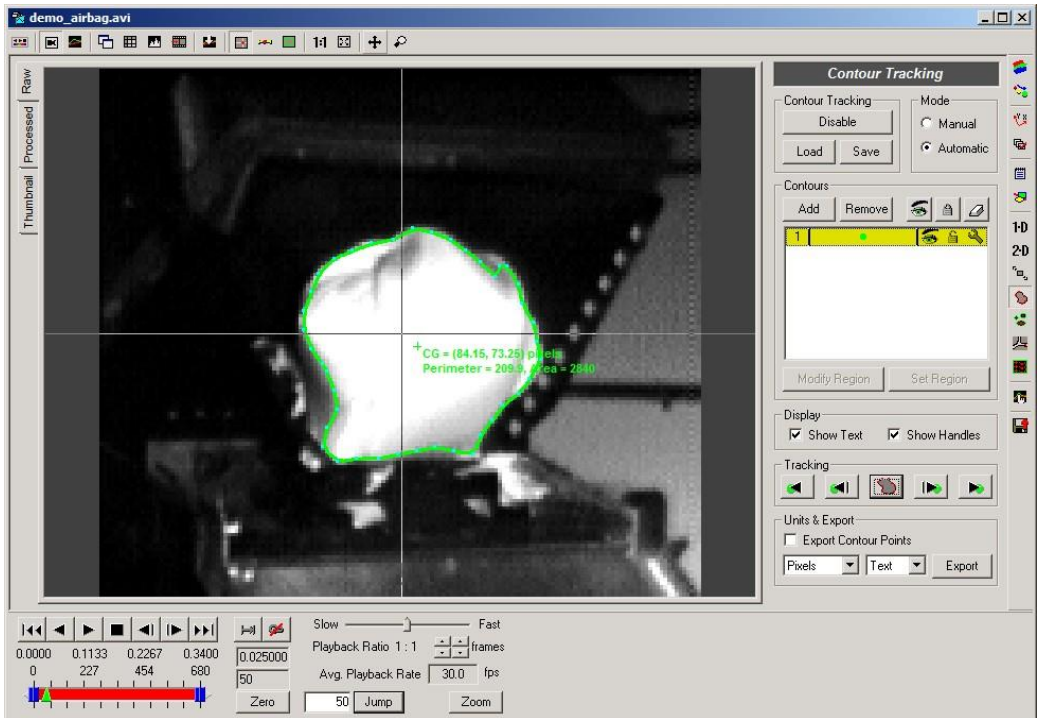 demo_airbag.avi
1:1
Raw
Processed
Thumbnail
CG = (84.15, 73.25) pixels
Perimeter = 209.9, Area = 2840
Contour Tracking
Contour Tracking
Disable
Load Save
Mode
Manual
Automatic
Contours
Add Remove
1
Modify Region Set Region
Display
Show Text Show Handles
Tracking
Units & Export
Export Contour Points
Pixels Text Export
1-D
2-D
0.0000 0.1133 0.2267 0.3400
0 227 454 680
0.025000
50
Zero
Slow Fast
Playback Ratio 1 : 1 frames
Avg. Playback Rate 30.0 fps
50 Jump Zoom